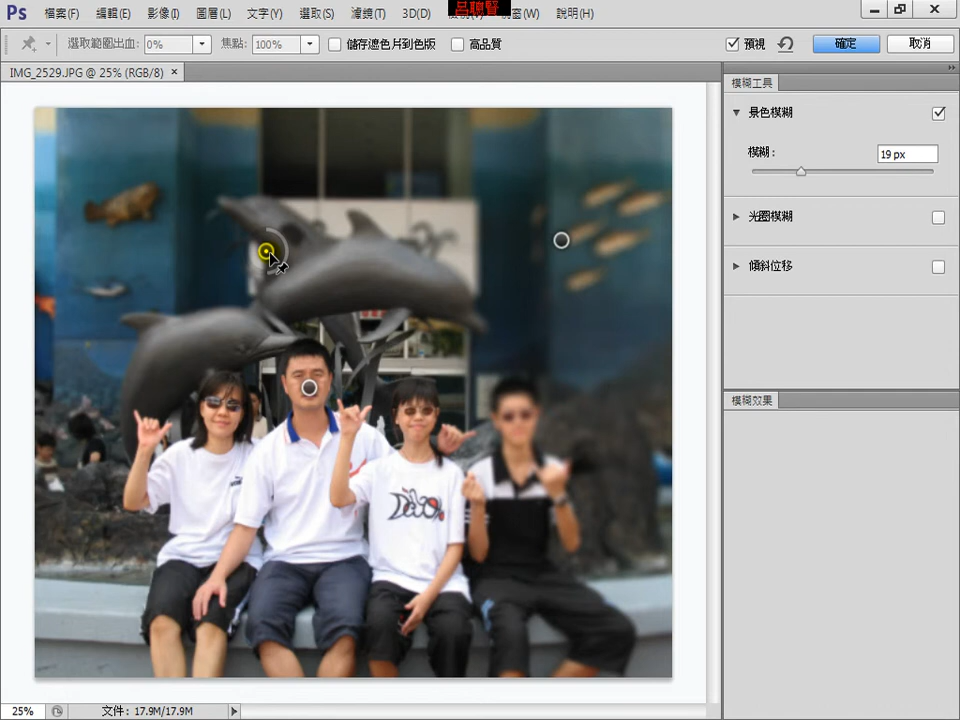 Ps 檔案(F) 編輯(E) 影像(I) 圖層(L) 文字(Y) 選取(S) 濾鏡(T) 3D(D) 呂聰賢 視窗(W) 說明(H)
選取範圍出血: 0% 焦點: 100% 儲存遮色片到色版 高品質 預視 確定 取消
IMG_2529.JPG @ 25% (RGB/8) ×
模糊工具
景色模糊
模糊: 19 px
光圈模糊
傾斜位移
模糊效果
25% 文件: 17.9M/17.9M